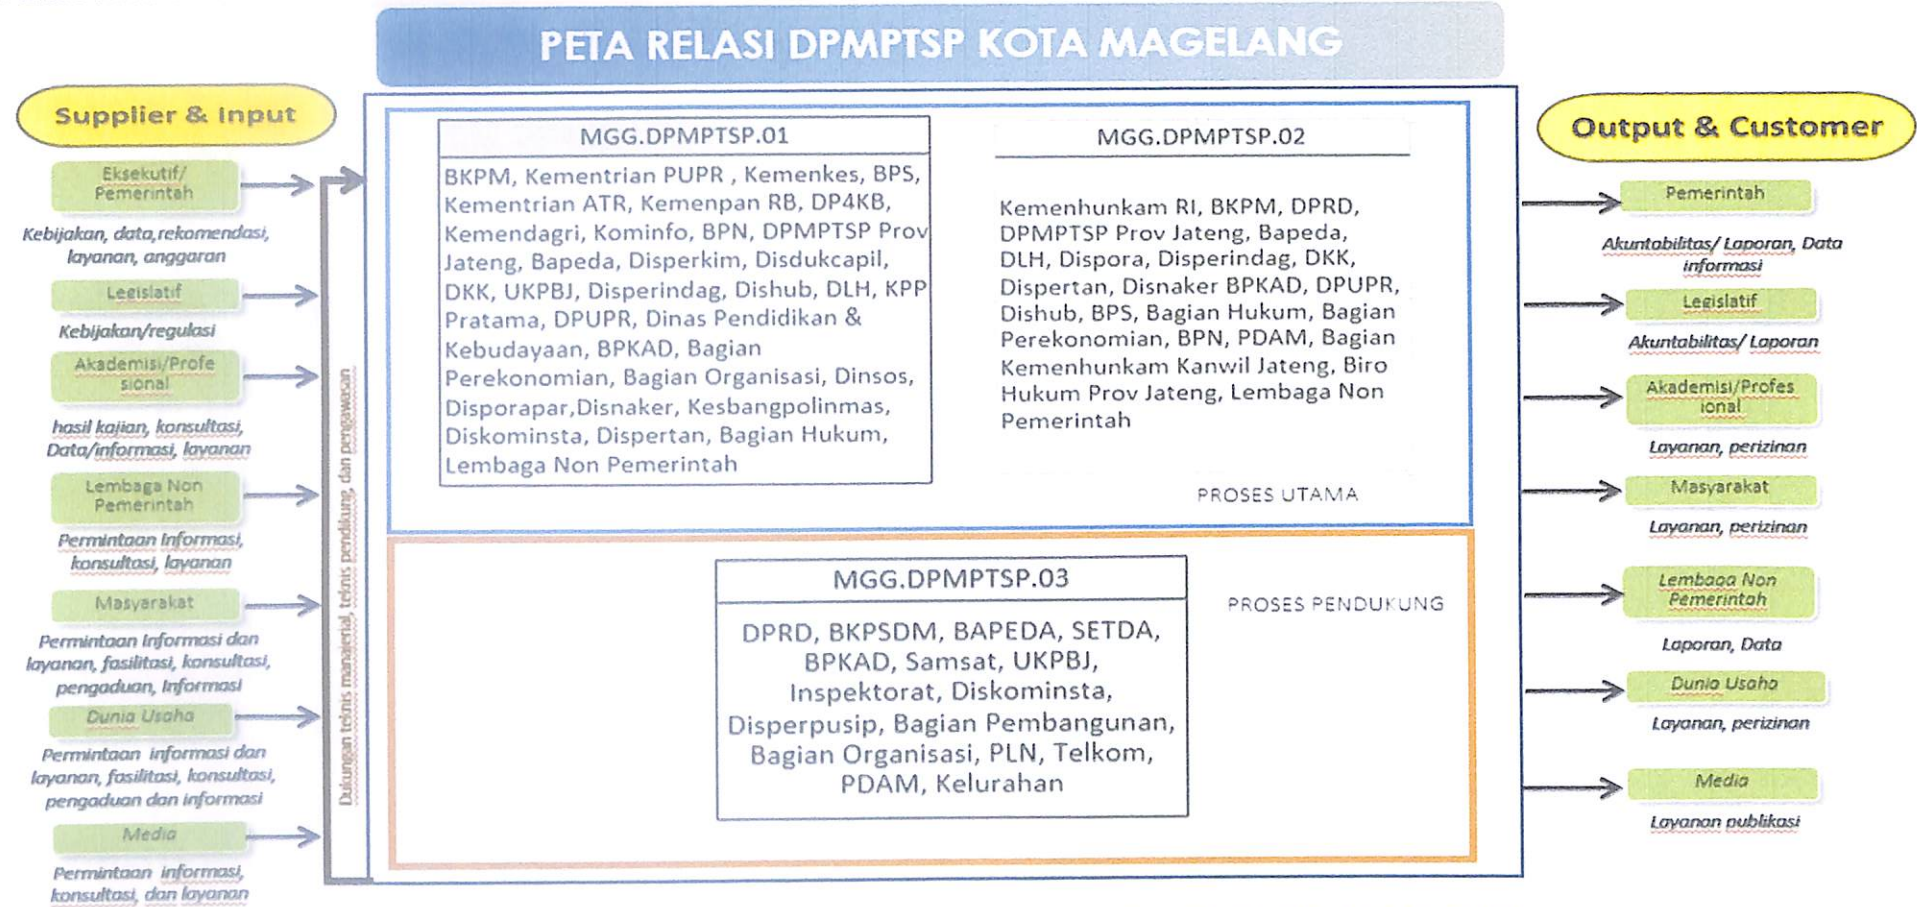 PETA RELASI DPMPTSP KOTA MAGELANG
Supplier & Input
Eksekutif/
Pemerintah
Kebijakan, data,rekomendasi,
layanan, anggaran
Legislatif
Kebijakan/regulasi
Akademisi/Profe
sional
hasil kajian, konsultasi,
Data/informasi, layanan
Lembaga Non
Pemerintah
Permintaan Informasi,
konsultasi, layanan
Masyarakat
Permintaan Informasi dan
layanan, fasilitasi, konsultasi,
pengaduan, Informasi
Dunia Usaha
Permintaan informasi dan
layanan, fasilitasi, konsultasi,
pengaduan dan informasi
Media
Permintaan informasi,
konsultasi, dan layanan
Dukungan teknis manajerial, teknis pendikung, dan pengawasan
MGG.DPMPTSP.01
BKPM, Kementrian PUPR , Kemenkes, BPS,
Kementrian ATR, Kemenpan RB, DP4KB,
Kemendagri, Kominfo, BPN, DPMPTSP Prov
Jateng, Bapeda, Disperkim, Disdukcapil,
DKK, UKPBJ, Disperindag, Dishub, DLH, KPP
Pratama, DPUPR, Dinas Pendidikan &
Kebudayaan, BPKAD, Bagian
Perekonomian, Bagian Organisasi, Dinsos,
Disporapar,Disnaker, Kesbangpolinmas,
Diskominsta, Dispertan, Bagian Hukum,
Lembaga Non Pemerintah
MGG.DPMPTSP.02
Kemenhunkam RI, BKPM, DPRD,
DPMPTSP Prov Jateng, Bapeda,
DLH, Dispora, Disperindag, DKK,
Dispertan, Disnaker BPKAD, DPUPR,
Dishub, BPS, Bagian Hukum, Bagian
Perekonomian, BPN, PDAM, Bagian
Kemenhunkam Kanwil Jateng, Biro
Hukum Prov Jateng, Lembaga Non
Pemerintah
PROSES UTAMA
MGG.DPMPTSP.03
DPRD, BKPSDM, BAPEDA, SETDA,
BPKAD, Samsat, UKPBJ,
Inspektorat, Diskominsta,
Disperpusip, Bagian Pembangunan,
Bagian Organisasi, PLN, Telkom,
PDAM, Kelurahan
PROSES PENDUKUNG
Output & Customer
Pemerintah
Akuntabilitas/ Laporan, Data
informasi
Legislatif
Akuntabilitas/ Laporan
Akademisi/Profes
ional
Layanan, perizinan
Masyarakat
Layanan, perizinan
Lembaga Non
Pemerintah
Laporan, Data
Dunia Usaha
Layanan, perizinan
Media
Layanan publikasi